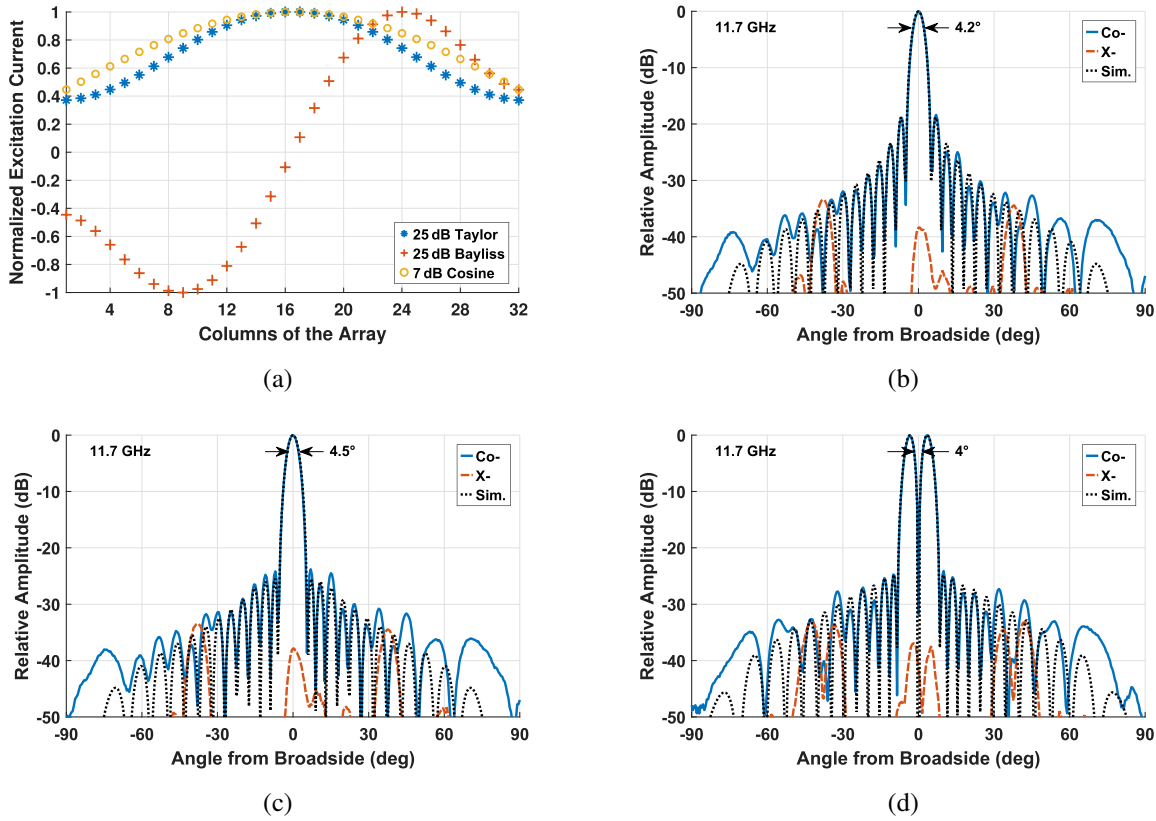 Normalized Excitation Current
1
0.8
0.6
0.4
0.2
0
-0.2
-0.4
-0.6
-0.8
-1
4 8 12 16 20 24 28 32
Columns of the Array
25 dB Taylor
25 dB Bayliss
7 dB Cosine
(a)
Relative Amplitude (dB)
0
-10
-20
-30
-40
-50
11.7 GHz
4.2°
Co-
X-
Sim.
-90 -60 -30 0 30 60 90
Angle from Broadside (deg)
(b)
Relative Amplitude (dB)
0
-10
-20
-30
-40
-50
11.7 GHz
4.5°
Co-
X-
Sim.
-90 -60 -30 0 30 60 90
Angle from Broadside (deg)
(c)
Relative Amplitude (dB)
0
-10
-20
-30
-40
-50
11.7 GHz
4°
Co-
X-
Sim.
-90 -60 -30 0 30 60 90
Angle from Broadside (deg)
(d)